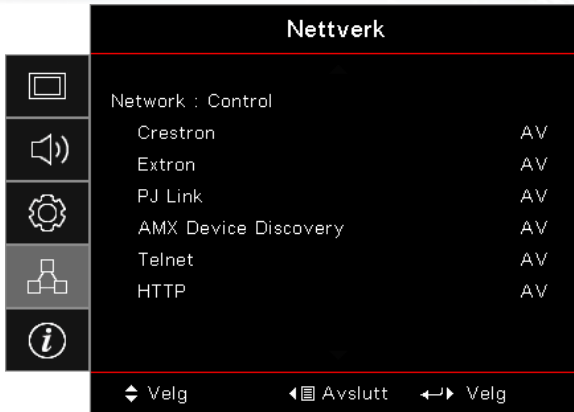 Nettverk
Network : Control
Crestron AV
Extron AV
PJ Link AV
AMX Device Discovery AV
Telnet AV
HTTP AV
Velg Avslutt Velg